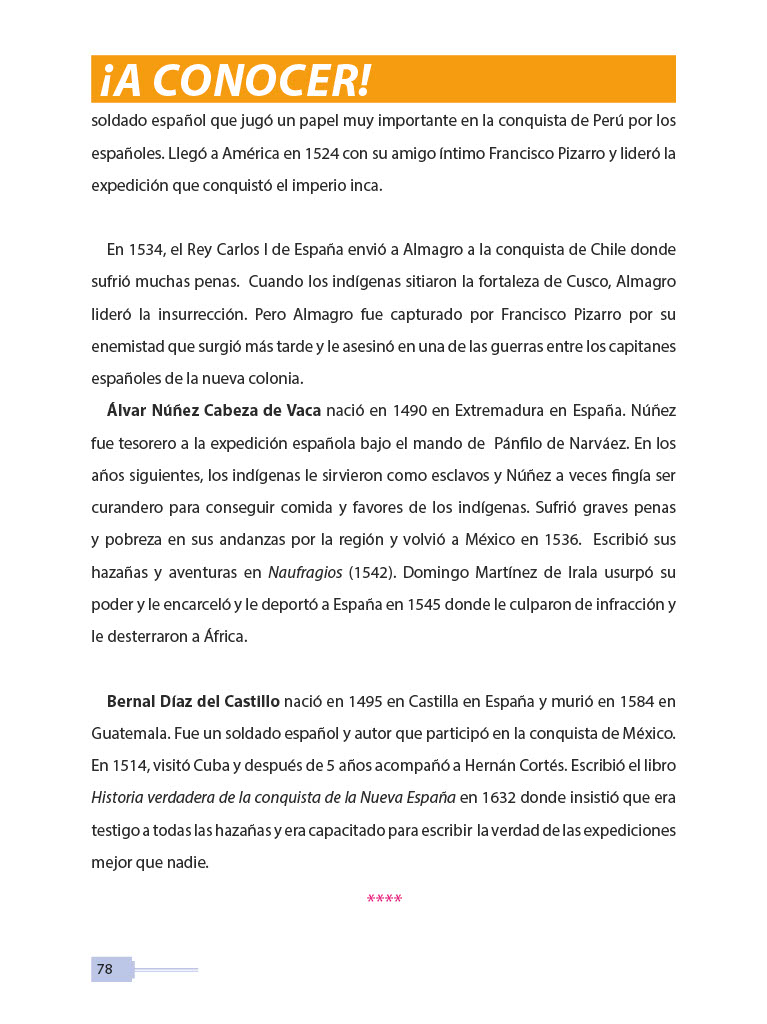 ¡A CONOCER!
soldado español que jugó un papel muy importante en la conquista de Perú por los
españoles. Llegó a América en 1524 con su amigo íntimo Francisco Pizarro y lideró la
expedición que conquistó el imperio inca.
En 1534, el Rey Carlos I de España envió a Almagro a la conquista de Chile donde
sufrió muchas penas. Cuando los indígenas sitiaron la fortaleza de Cusco, Almagro
lideró la insurrección. Pero Almagro fue capturado por Francisco Pizarro por su
enemistad que surgió más tarde y le asesinó en una de las guerras entre los capitanes
españoles de la nueva colonia.
Álvar Núñez Cabeza de Vaca nació en 1490 en Extremadura en España. Núñez
fue tesorero a la expedición española bajo el mando de Pánfilo de Narváez. En los
años siguientes, los indígenas le sirvieron como esclavos y Núñez a veces fingía ser
curandero para conseguir comida y favores de los indígenas. Sufrió graves penas
y pobreza en sus andanzas por la región y volvió a México en 1536. Escribió sus
hazañas y aventuras en Naufragios (1542). Domingo Martínez de Irala usurpó su
poder y le encarceló y le deportó a España en 1545 donde le culparon de infracción y
le desterraron a África.
Bernal Díaz del Castillo nació en 1495 en Castilla en España y murió en 1584 en
Guatemala. Fue un soldado español y autor que participó en la conquista de México.
En 1514, visitó Cuba y después de 5 años acompañó a Hernán Cortés. Escribió el libro
Historia verdadera de la conquista de la Nueva España en 1632 donde insistió que era
testigo a todas las hazañas y era capacitado para escribir la verdad de las expediciones
mejor que nadie.
****
78